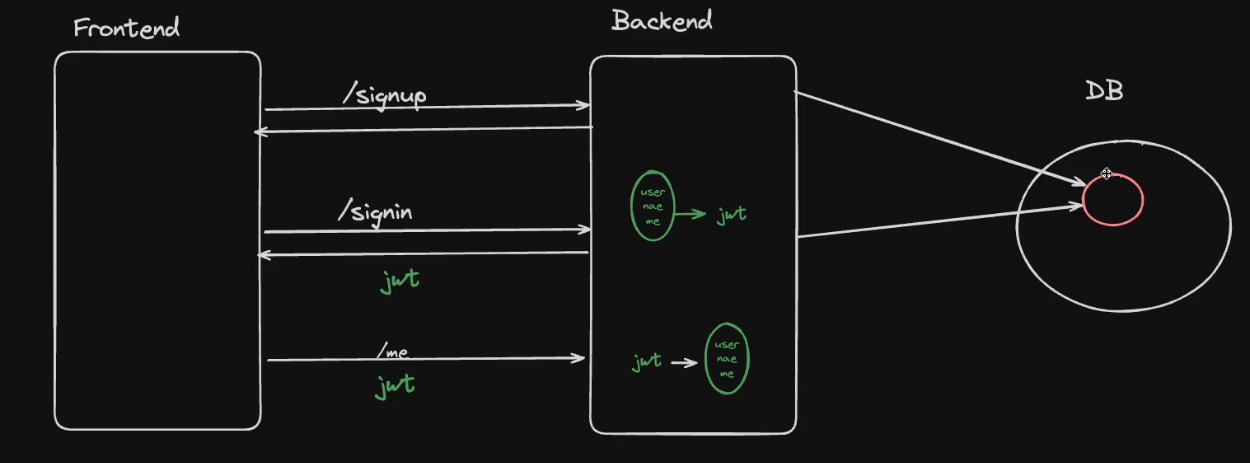 Frontend
Backend
DB
/signup
/signin
jwt
/me
jwt
user
nae
me
jwt
jwt
user
nae
me